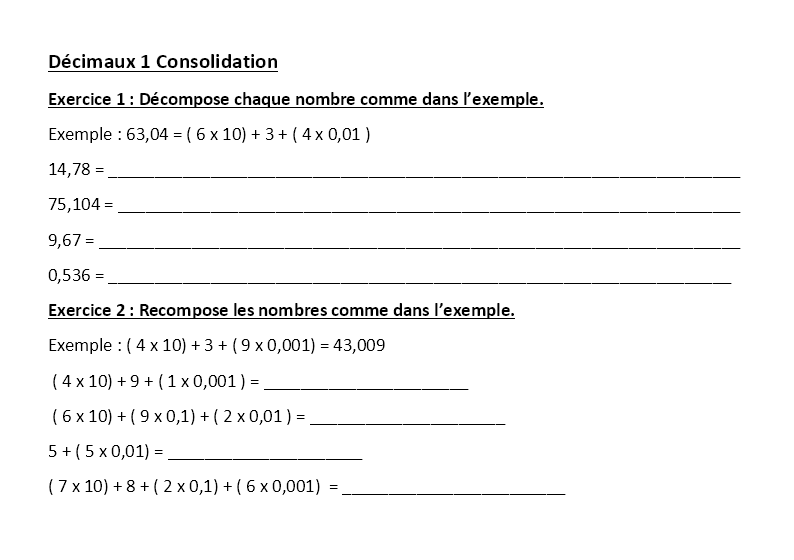 Décimaux 1 Consolidation
Exercice 1 : Décompose chaque nombre comme dans l’exemple.
Exemple : 63,04 = ( 6 x 10) + 3 + ( 4 x 0,01 )
14,78 = ______________________________________________________________________
75,104 = _____________________________________________________________________
9,67 = _______________________________________________________________________
0,536 = _____________________________________________________________________
Exercice 2 : Recompose les nombres comme dans l’exemple.
Exemple : ( 4 x 10) + 3 + ( 9 x 0,001) = 43,009
( 4 x 10) + 9 + ( 1 x 0,001 ) = ______________________
( 6 x 10) + ( 9 x 0,1) + ( 2 x 0,01 ) = _____________________
5 + ( 5 x 0,01) = _____________________
( 7 x 10) + 8 + ( 2 x 0,1) + ( 6 x 0,001) = ________________________